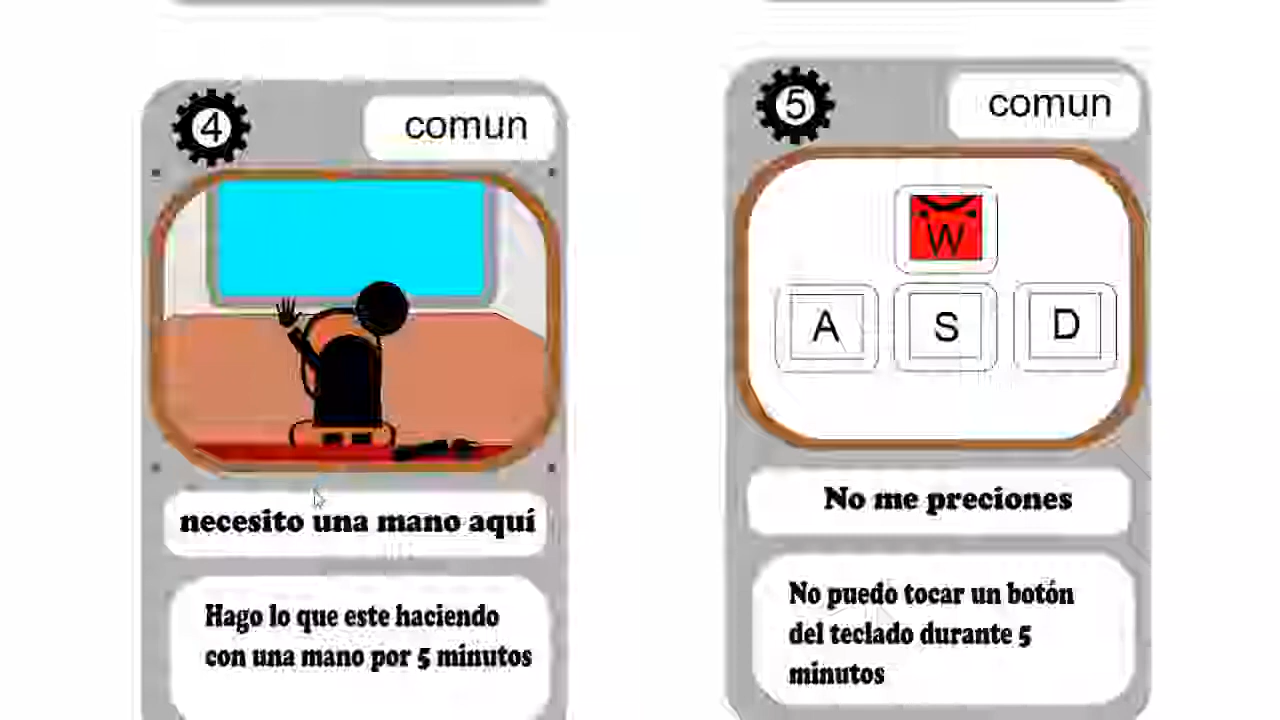 4
comun
necesito una mano aquí
Hago lo que este haciendo
con una mano por 5 minutos
5
comun
W
A S D
No me preciones
No puedo tocar un botón
del teclado durante 5
minutos